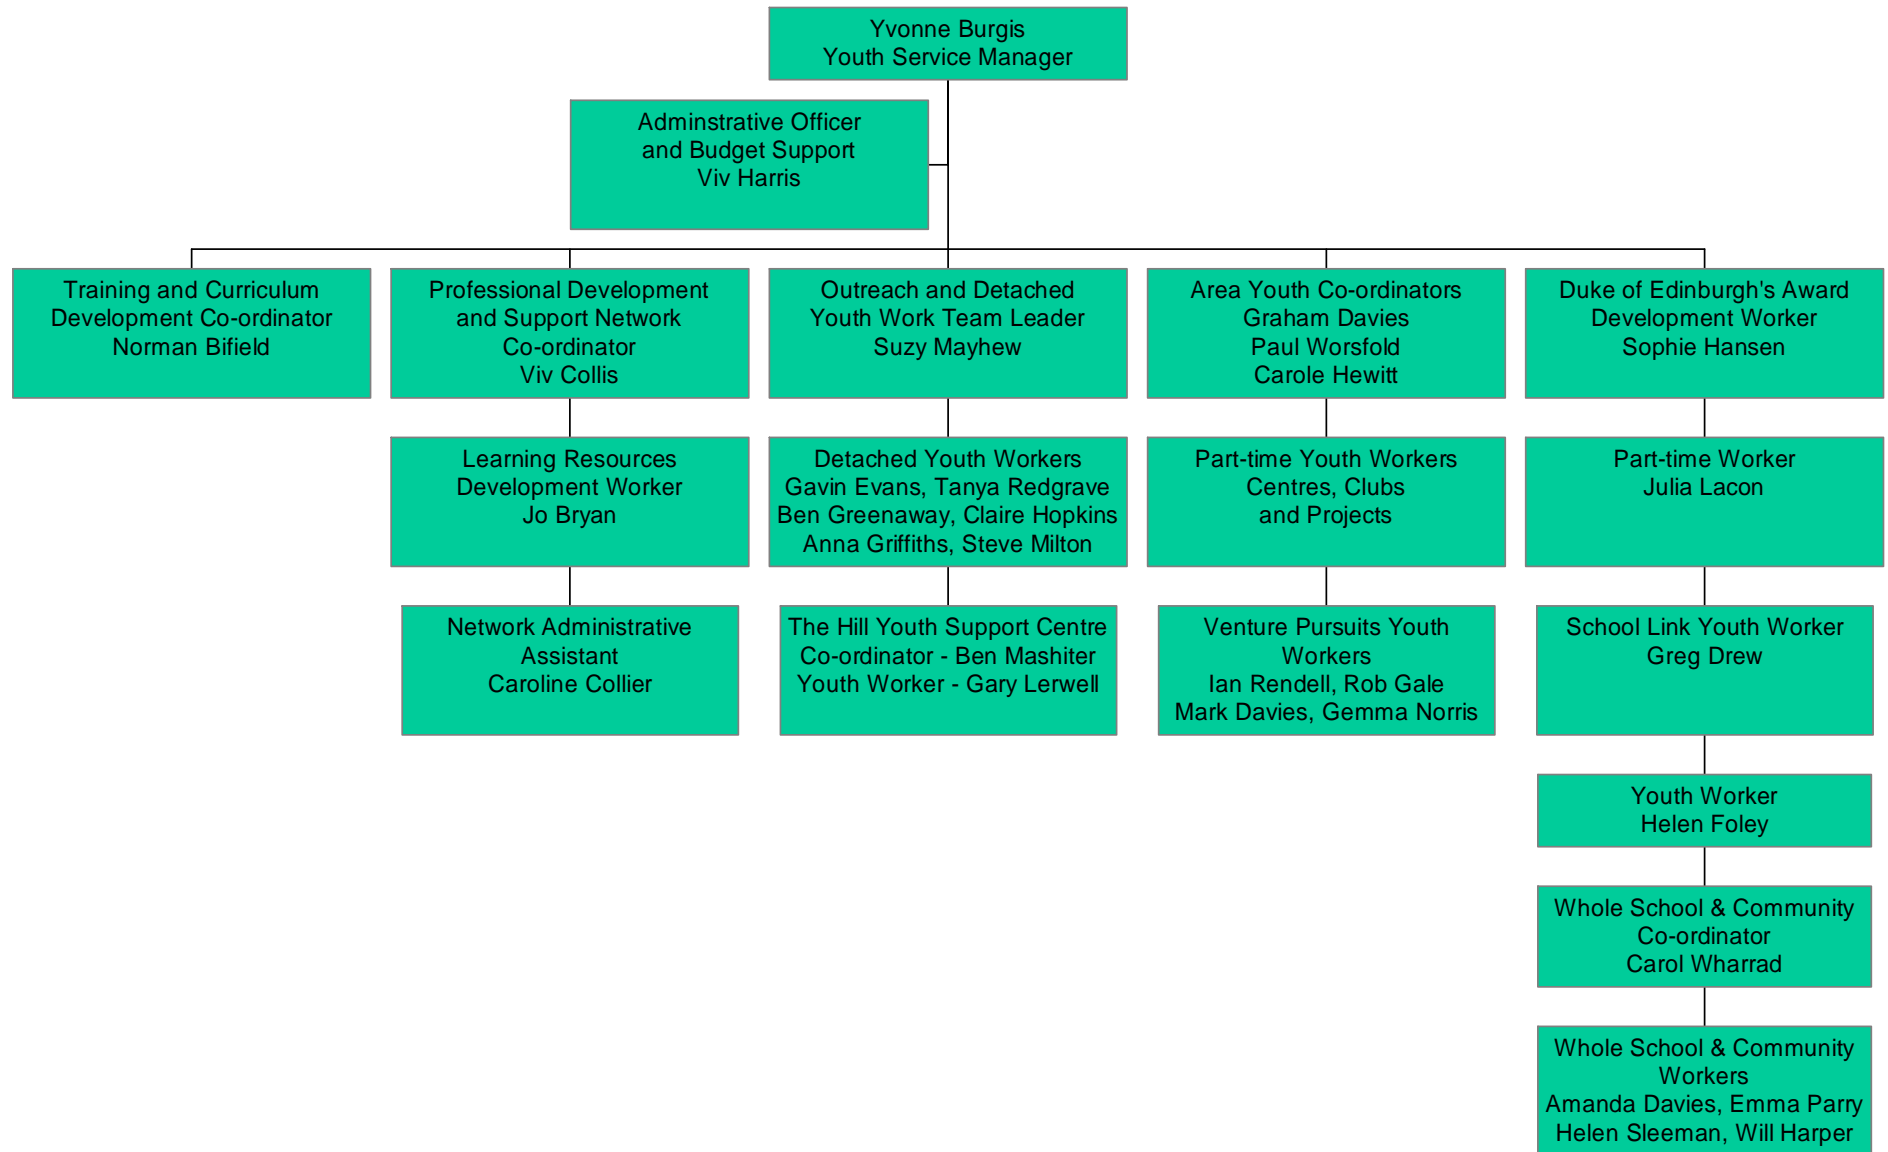 Yvonne Burgis
Youth Service Manager
Adminstrative Officer
and Budget Support
Viv Harris
Training and Curriculum
Development Co-ordinator
Norman Bifield
Professional Development
and Support Network
Co-ordinator
Viv Collis
Outreach and Detached
Youth Work Team Leader
Suzy Mayhew
Area Youth Co-ordinators
Graham Davies
Paul Worsfold
Carole Hewitt
Duke of Edinburgh's Award
Development Worker
Sophie Hansen
Learning Resources
Development Worker
Jo Bryan
Detached Youth Workers
Gavin Evans, Tanya Redgrave
Ben Greenaway, Claire Hopkins
Anna Griffiths, Steve Milton
Part-time Youth Workers
Centres, Clubs
and Projects
Part-time Worker
Julia Lacon
Network Administrative
Assistant
Caroline Collier
The Hill Youth Support Centre
Co-ordinator - Ben Mashiter
Youth Worker - Gary Lerwell
Venture Pursuits Youth
Workers
Ian Rendell, Rob Gale
Mark Davies, Gemma Norris
School Link Youth Worker
Greg Drew
Youth Worker
Helen Foley
Whole School & Community
Co-ordinator
Carol Wharrad
Whole School & Community
Workers
Amanda Davies, Emma Parry
Helen Sleeman, Will Harper